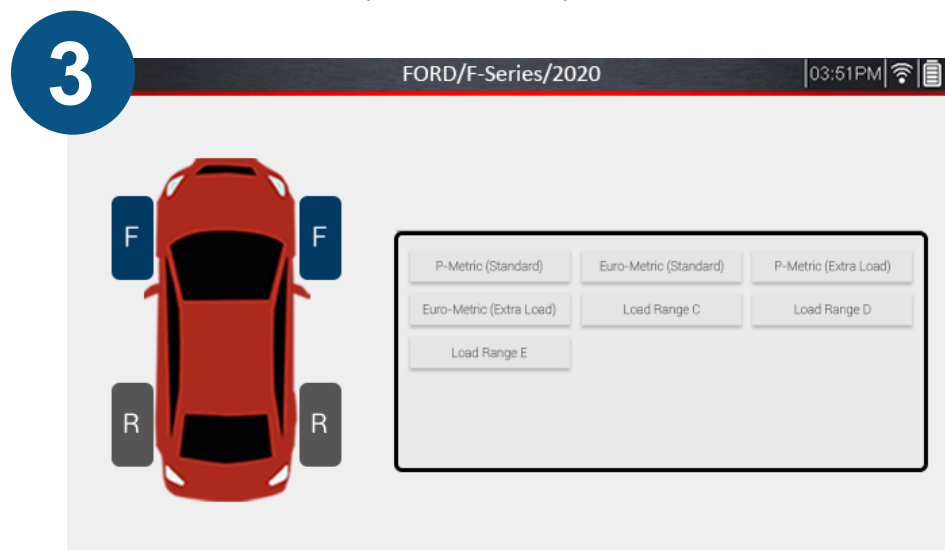 3
FORD/F-Series/2020
03:51PM
F F
P-Metric (Standard) Euro-Metric (Standard) P-Metric (Extra Load)
Euro-Metric (Extra Load) Load Range C Load Range D
Load Range E
R R